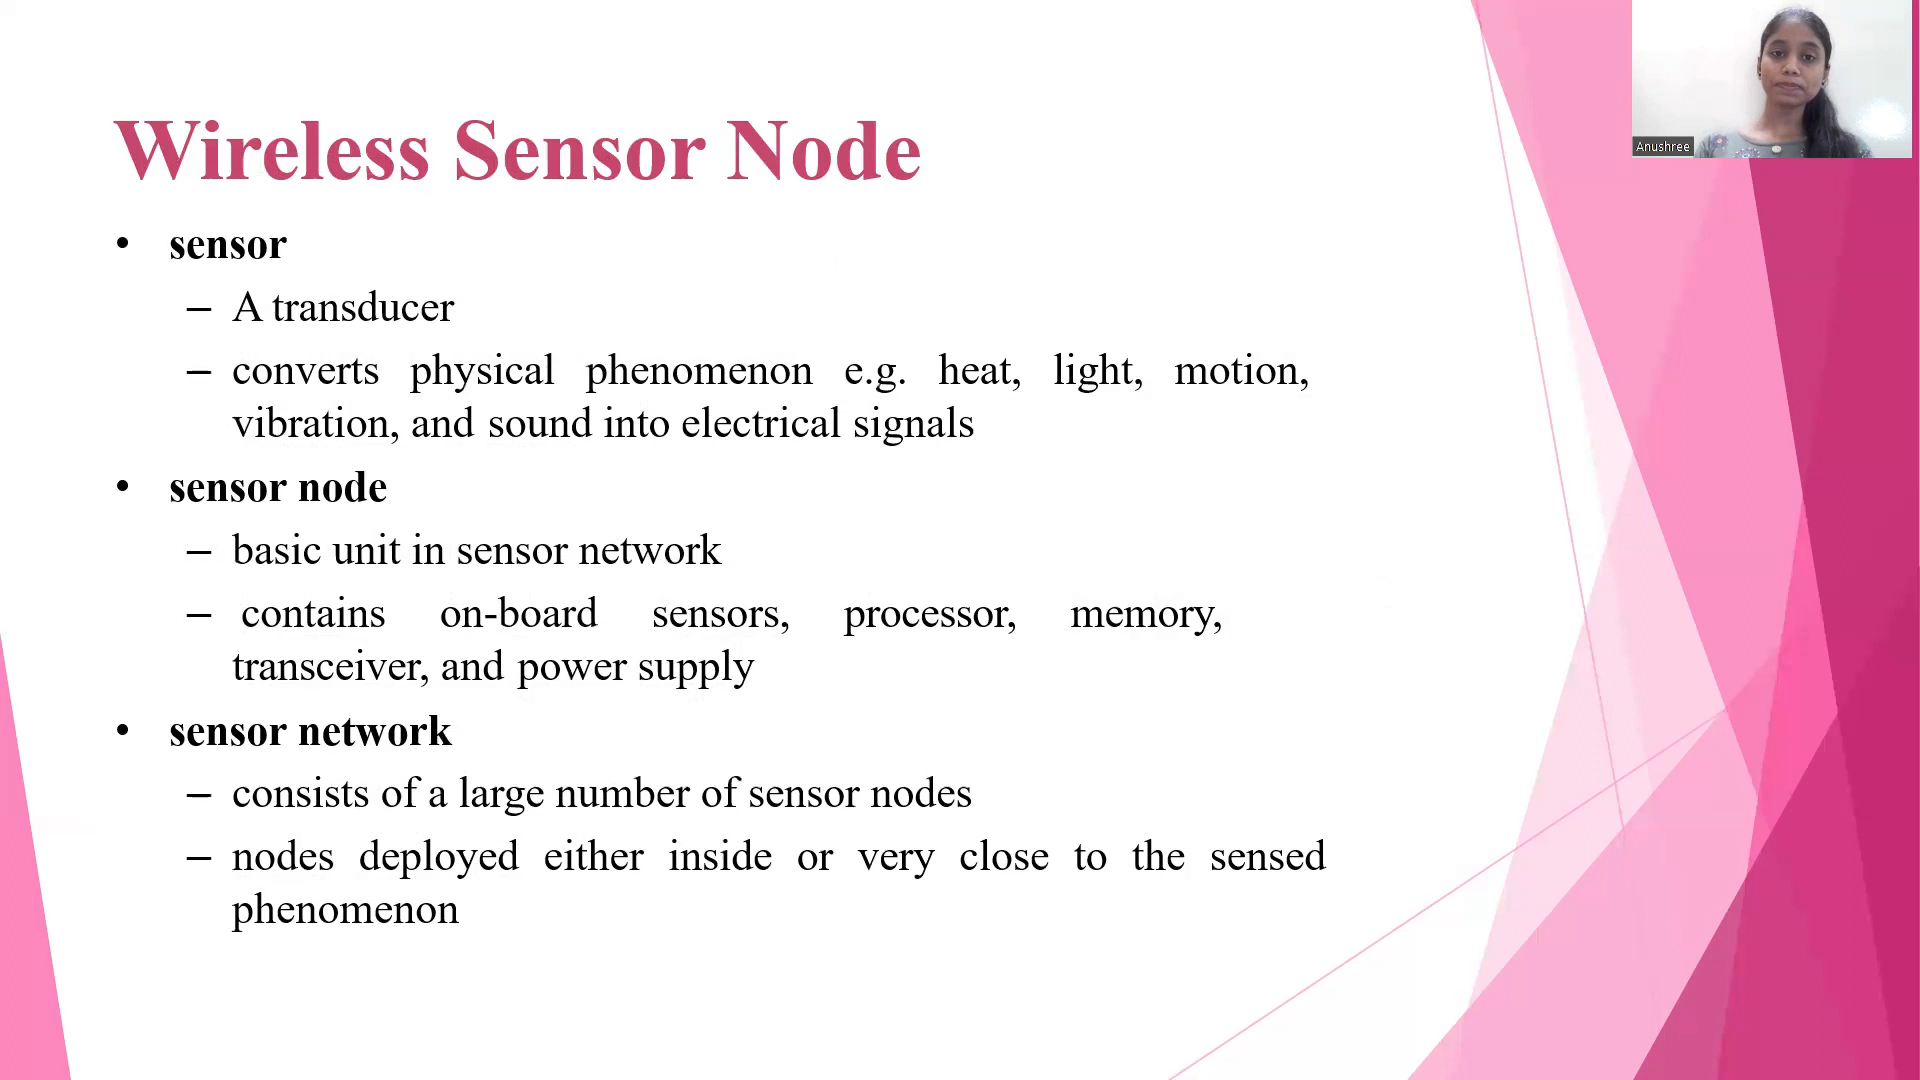 Wireless Sensor Node
Anushree
• sensor
– A transducer
– converts physical phenomenon e.g. heat, light, motion,
vibration, and sound into electrical signals
• sensor node
– basic unit in sensor network
– contains on-board sensors, processor, memory,
transceiver, and power supply
• sensor network
– consists of a large number of sensor nodes
– nodes deployed either inside or very close to the sensed
phenomenon